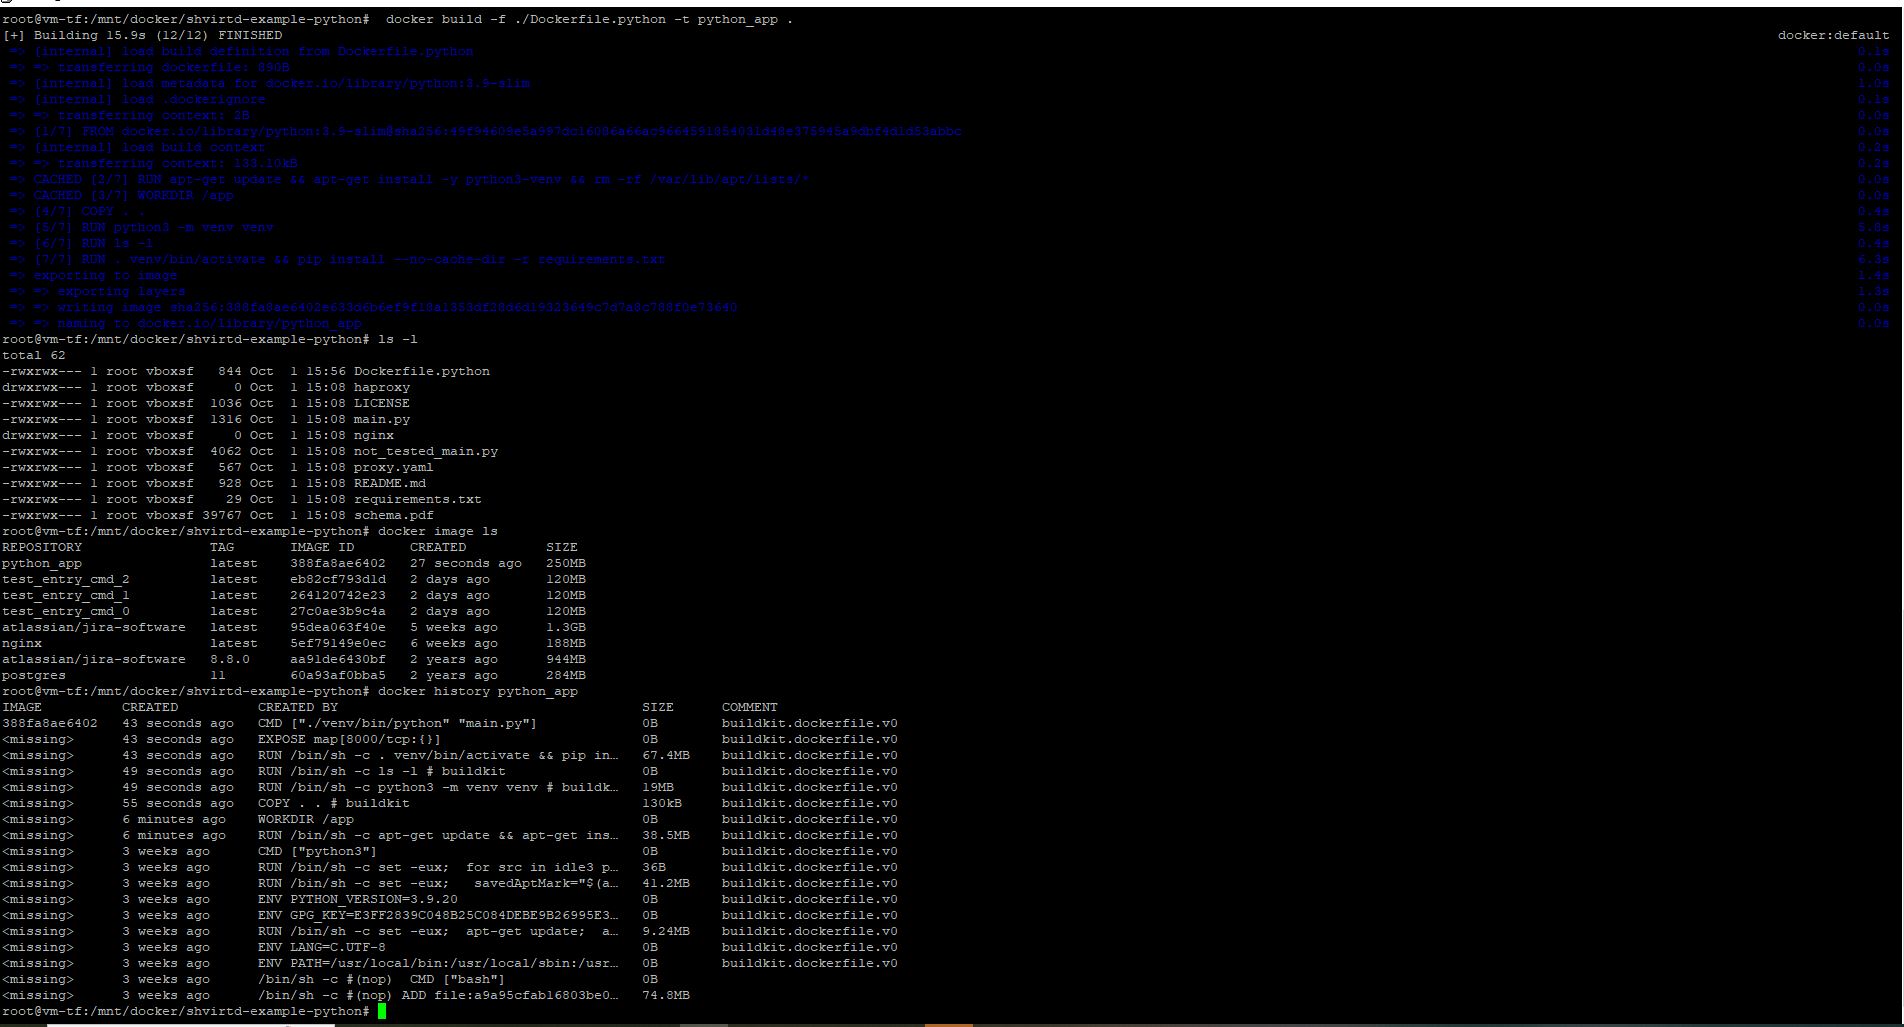 root@vm-tf:/mnt/docker/shvirtd-example-python#  docker build -f ./Dockerfile.python -t python_app .
[+] Building 15.9s (12/12) FINISHED docker:default
=> [internal] load build definition from Dockerfile.python 0.1s
=> => transferring dockerfile: 890B 0.0s
=> [internal] load metadata for docker.io/library/python:3.9-slim 1.0s
=> [internal] load .dockerignore 0.1s
=> => transferring context: 2B 0.0s
=> [1/7] FROM 0.0s
=> [internal] load build context 0.2s
=> => transferring context: 133.10kB 0.2s
=> CACHED [2/7] RUN apt-get update && apt-get install -y python3-venv && rm -rf /var/lib/apt/lists/* 0.0s
=> CACHED [3/7] WORKDIR /app 0.0s
=> [4/7] COPY . . 0.4s
=> [5/7] RUN python3 -m venv venv 5.8s
=> [6/7] RUN ls -l 0.4s
=> [7/7] RUN . venv/bin/activate && pip install --no-cache-dir -r requirements.txt 6.3s
=> exporting to image 1.4s
=> => exporting layers 1.3s
=> => writing image 0.0s
=> => naming to docker.io/library/python_app 0.0s
root@vm-tf:/mnt/docker/shvirtd-example-python# ls -l
total 62
-rwxrwx--- 1 root vboxsf   844 Oct  1 15:56 Dockerfile.python
drwxrwx--- 1 root vboxsf     0 Oct  1 15:08 haproxy
-rwxrwx--- 1 root vboxsf  1036 Oct  1 15:08 LICENSE
-rwxrwx--- 1 root vboxsf  1316 Oct  1 15:08 main.py
drwxrwx--- 1 root vboxsf     0 Oct  1 15:08 nginx
-rwxrwx--- 1 root vboxsf  4062 Oct  1 15:08 not_tested_main.py
-rwxrwx--- 1 root vboxsf   567 Oct  1 15:08 proxy.yaml
-rwxrwx--- 1 root vboxsf   928 Oct  1 15:08 README.md
-rwxrwx--- 1 root vboxsf    29 Oct  1 15:08 requirements.txt
-rwxrwx--- 1 root vboxsf 39767 Oct  1 15:08 schema.pdf
root@vm-tf:/mnt/docker/shvirtd-example-python# docker image ls
REPOSITORY                TAG       IMAGE ID       CREATED          SIZE
python_app                latest    388fa8ae6402   27 seconds ago   250MB
test_entry_cmd_2          latest    eb82cf793d1d   2 days ago       120MB
test_entry_cmd_1          latest    264120742e23   2 days ago       120MB
test_entry_cmd_0          latest    27c0ae3b9c4a   2 days ago       120MB
atlassian/jira-software   latest    95dea063f40e   5 weeks ago      1.3GB
nginx                     latest    5ef79149e0ec   6 weeks ago      188MB
atlassian/jira-software   8.8.0     aa91de6430bf   2 years ago      944MB
postgres                  11        60a93af0bba5   2 years ago      284MB
root@vm-tf:/mnt/docker/shvirtd-example-python# docker history python_app
IMAGE          CREATED          CREATED BY                                      SIZE      COMMENT
388fa8ae6402   43 seconds ago   CMD ["./venv/bin/python" "main.py"]             0B        buildkit.dockerfile.v0
<missing>      43 seconds ago   EXPOSE map[8000/tcp:{}]                         0B        buildkit.dockerfile.v0
<missing>      43 seconds ago   RUN /bin/sh -c . venv/bin/activate && pip in…   67.4MB    buildkit.dockerfile.v0
<missing>      49 seconds ago   RUN /bin/sh -c ls -l # buildkit                 0B        buildkit.dockerfile.v0
<missing>      49 seconds ago   RUN /bin/sh -c python3 -m venv venv # buildk…   19MB      buildkit.dockerfile.v0
<missing>      55 seconds ago   COPY . . # buildkit                             130kB     buildkit.dockerfile.v0
<missing>      6 minutes ago    WORKDIR /app                                    0B        buildkit.dockerfile.v0
<missing>      6 minutes ago    RUN /bin/sh -c apt-get update && apt-get ins…   38.5MB    buildkit.dockerfile.v0
<missing>      3 weeks ago      CMD ["python3"]                                 0B        buildkit.dockerfile.v0
<missing>      3 weeks ago      RUN /bin/sh -c set -eux;  for src in idle3 p…   36B       buildkit.dockerfile.v0
<missing>      3 weeks ago      RUN /bin/sh -c set -eux;   savedAptMark="$(a…   41.2MB    buildkit.dockerfile.v0
<missing>      3 weeks ago      ENV PYTHON_VERSION=3.9.20                       0B        buildkit.dockerfile.v0
<missing>      3 weeks ago      ENV GPG_KEY=E3FF2839C048B25C084DEBE9B26995E3…   0B        buildkit.dockerfile.v0
<missing>      3 weeks ago      RUN /bin/sh -c set -eux;  apt-get update;  a…   9.24MB    buildkit.dockerfile.v0
<missing>      3 weeks ago      ENV LANG=C.UTF-8                                0B        buildkit.dockerfile.v0
<missing>      3 weeks ago      ENV PATH=/usr/local/bin:/usr/local/sbin:/usr…   0B        buildkit.dockerfile.v0
<missing>      3 weeks ago      /bin/sh -c #(nop)  CMD ["bash"]                 0B
<missing>      3 weeks ago      /bin/sh -c #(nop) ADD file:a9a95cfab16803be0…   74.8MB
root@vm-tf:/mnt/docker/shvirtd-example-python#